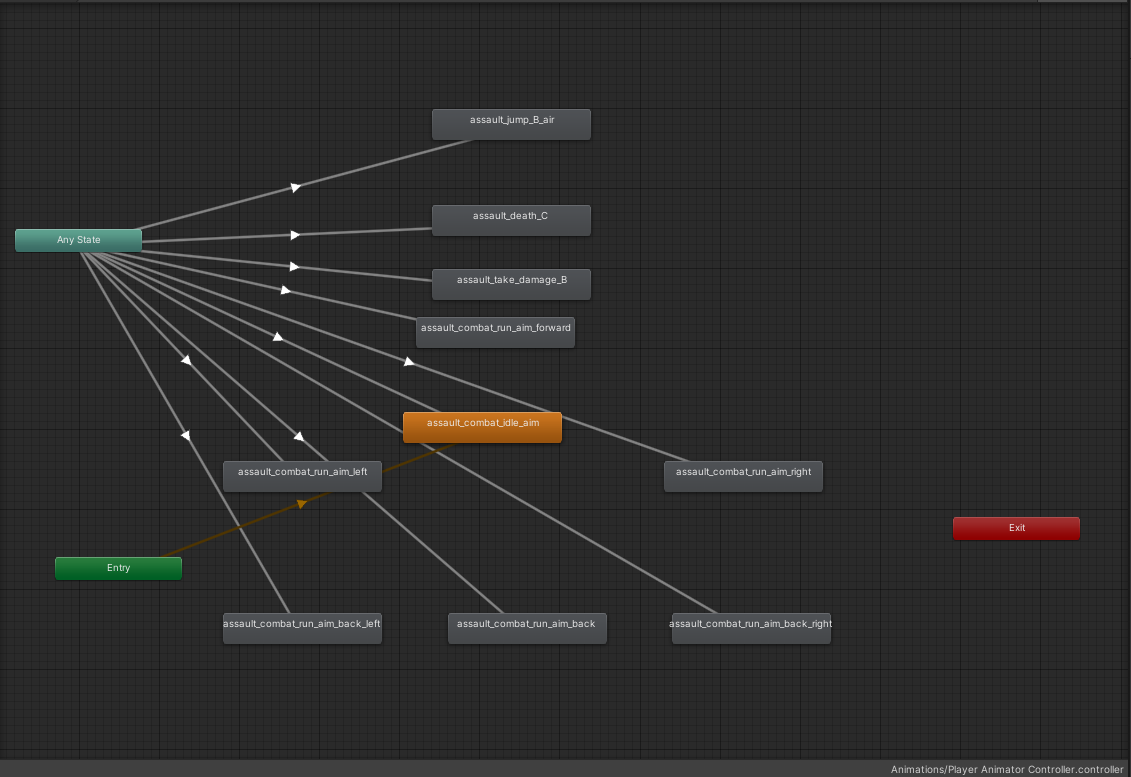 assault_jump_B_air
assault_death_C
Any State
assault_take_damage_B
assault_combat_run_aim_forward
assault_combat_idle_aim
assault_combat_run_aim_left
assault_combat_run_aim_right
Exit
Entry
assault_combat_run_aim_back_left
assault_combat_run_aim_back
assault_combat_run_aim_back_right
Animations/Player Animator Controller.controller